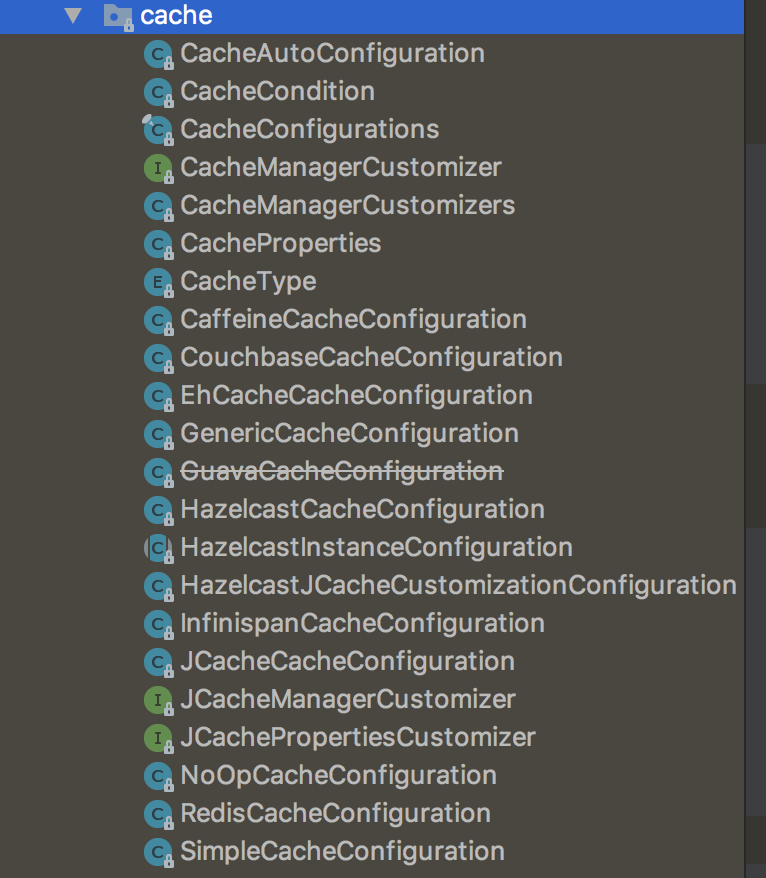 cache
CacheAutoConfiguration
CacheCondition
CacheConfigurations
CacheManagerCustomizer
CacheManagerCustomizers
CacheProperties
CacheType
CaffeineCacheConfiguration
CouchbaseCacheConfiguration
EhCacheCacheConfiguration
GenericCacheConfiguration
GuavaCacheConfiguration
HazelcastCacheConfiguration
HazelcastInstanceConfiguration
HazelcastJCacheCustomizationConfiguration
InfinispanCacheConfiguration
JCacheCacheConfiguration
JCacheManagerCustomizer
JCachePropertiesCustomizer
NoOpCacheConfiguration
RedisCacheConfiguration
SimpleCacheConfiguration